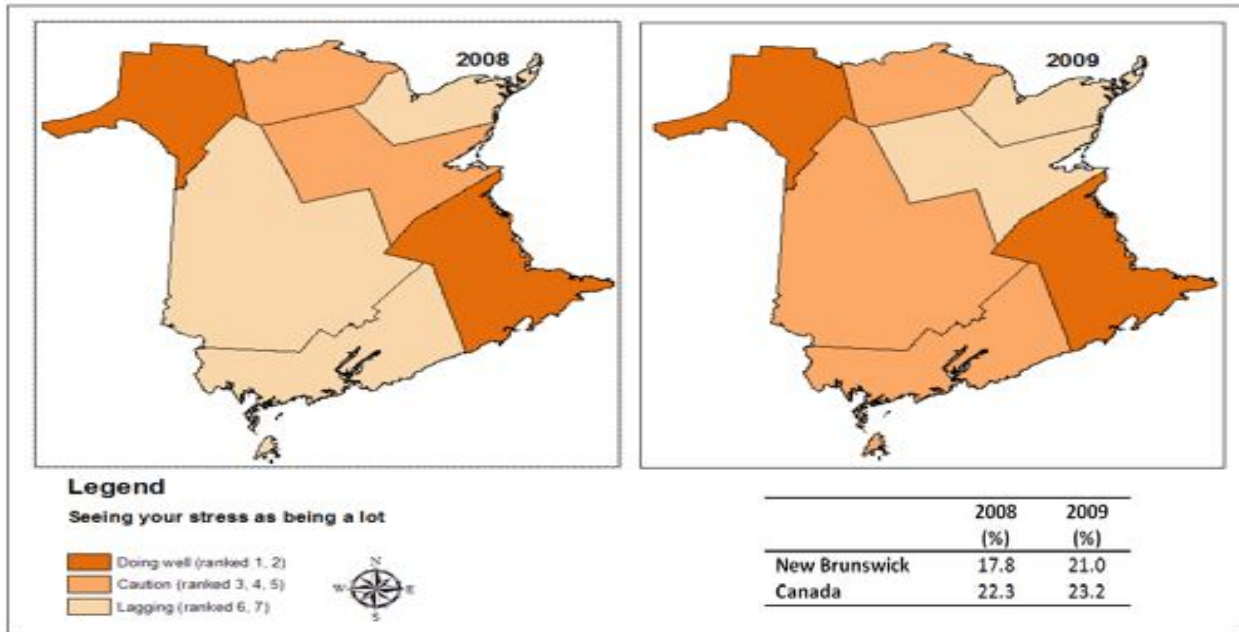 2008
2009
Legend
Seeing your stress as being a lot
Doing well (ranked 1, 2)
Caution (ranked 3, 4, 5)
Lagging (ranked 6, 7)
N
W E
S
2008 2009
(%) (%)
New Brunswick 17.8 21.0
Canada 22.3 23.2